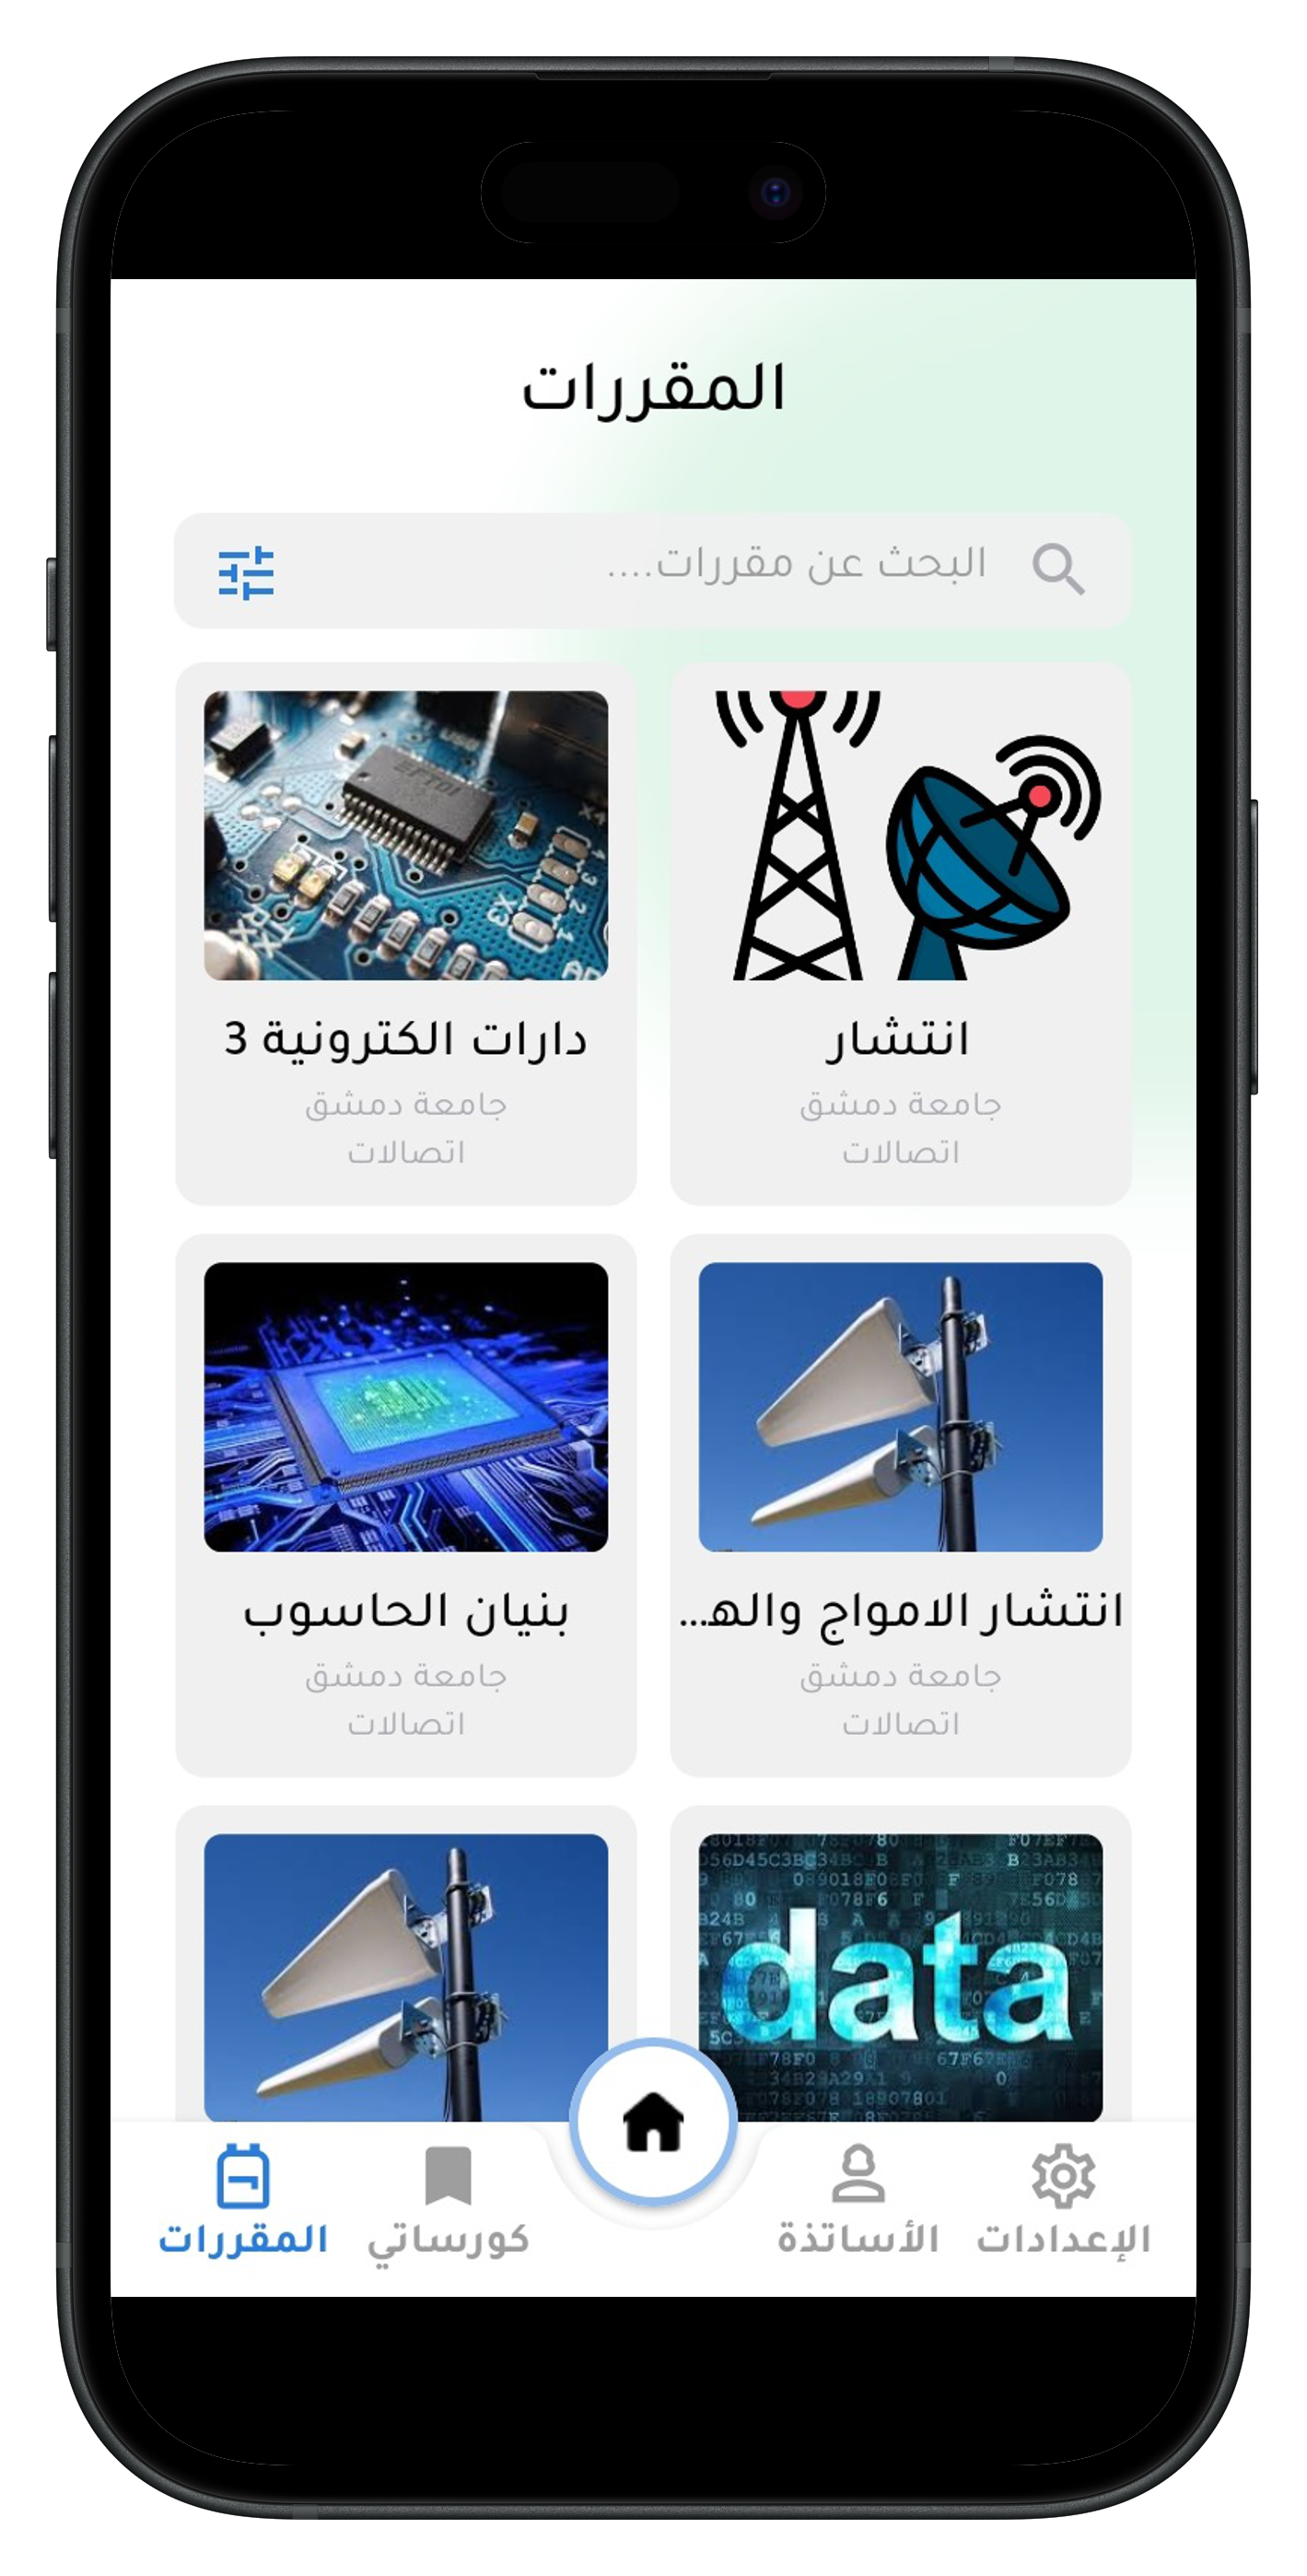 المقررات
البحث عن مقررات....
انتشار
جامعة دمشق
اتصالات
دارات الكترونية 3
جامعة دمشق
اتصالات
انتشار الامواج واله...
جامعة دمشق
اتصالات
بنيان الحاسوب
جامعة دمشق
اتصالات
data
الإعدادات
الأساتذة
كورساتي
المقررات